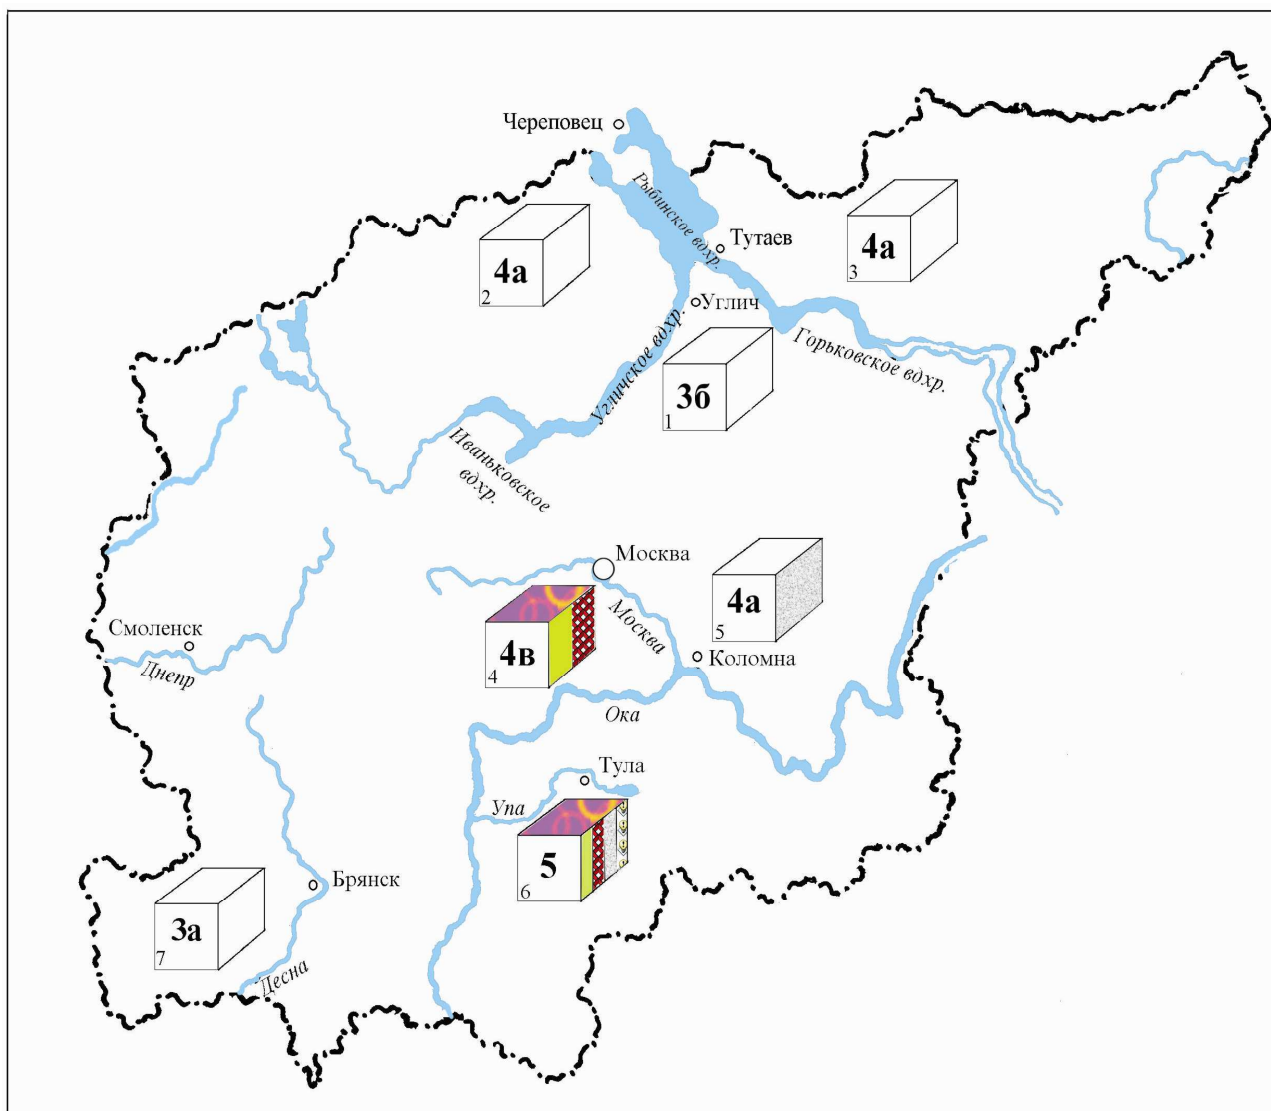 Череповец
Рыбинское вдхр.
4а
2
Тутаев
4а
3
Углич
Угличское вдхр.
Горьковское вдхр.
3б
1
Иваньковское
вдхр.
Москва
Москва
4а
5
4в
4
Смоленск
Днепр
Коломна
Ока
Тула
Упа
5
6
Брянск
3а
7
Десна